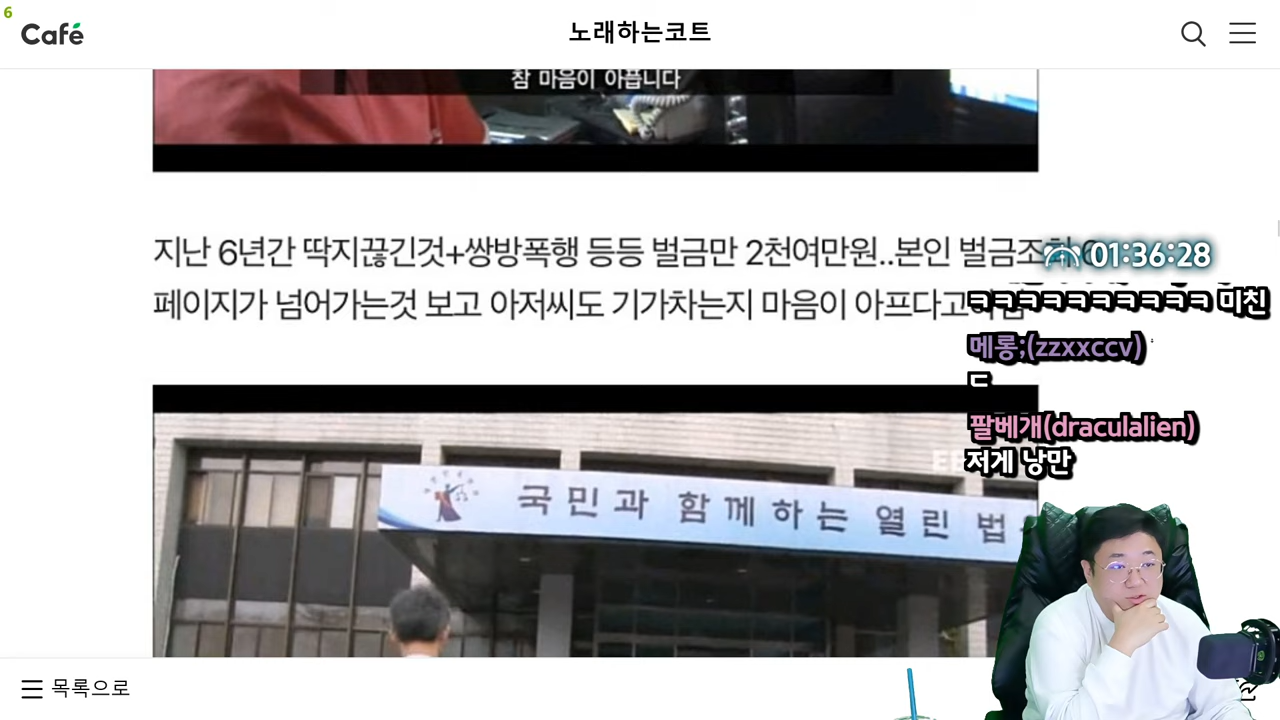 6
Café
노래하는코트
참 마음이 아픕니다
지난 6년간 딱지끊긴것+쌍방폭행 등등 벌금만 2천여만원..본인 벌금조회
01:36:28
페이지가 넘어가는것 보고 아저씨도 기가차는지 마음이 아프다고
ㅋㅋㅋㅋㅋㅋㅋㅋㅋㅋ 미친
메롱;(zzxxccv)
ㄷ
팔베개(draculalien)
저게 낭만
국민과 함께하는 열린 법
목록으로